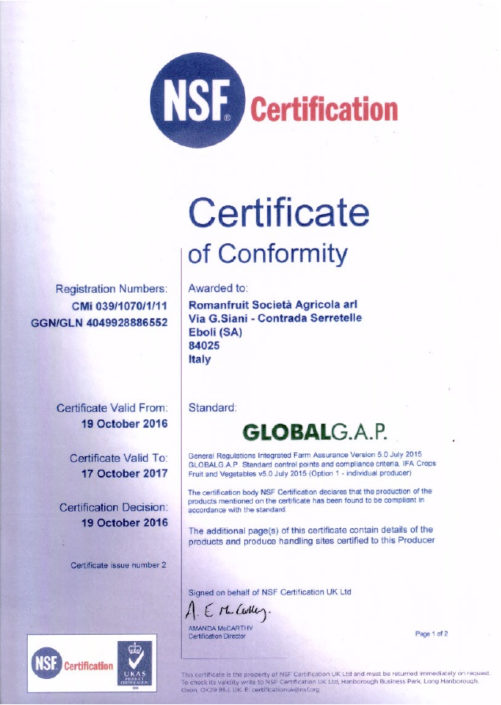 NSF® Certification
Certificate
of Conformity
Registration Numbers:
CMi 039/1070/1/11
GGN/GLN 4049928886552
Awarded to:
Romanfruit Società Agricola arl
Via G.Siani - Contrada Serretelle
Eboli (SA)
84025
Italy
Certificate Valid From:
19 October 2016
Certificate Valid To:
17 October 2017
Certification Decision:
19 October 2016
Certificate issue number 2
Standard:
GLOBALG.A.P.
General Regulations Integrated Farm Assurance Version 5.0 July 2015
GLOBALG.A.P. Standard control points and compliance criteria, IFA Crops
Fruit and Vegetables v5.0 July 2015 (Option 1 - individual producer)
The certification body NSF Certification declares that the production of the
products mentioned on the certificate has been found to be compliant in
accordance with the standard
The additional page(s) of this certificate contain details of the
products and produce handling sites certified to this Producer
Signed on behalf of NSF Certification UK Ltd
A. E McCarthy.
AMANDA McCARTHY
Certification Director
Page 1 of 2
NSF Certification
UKAS
PRODUCT
CERTIFICATION
This certificate is the property of NSF Certification UK Ltd and must be returned immediately on request.
To check its validity write to NSF Certification UK Ltd, Hanborough Business Park, Long Hanborough,
Oxon, OX29 8SJ, UK. E: